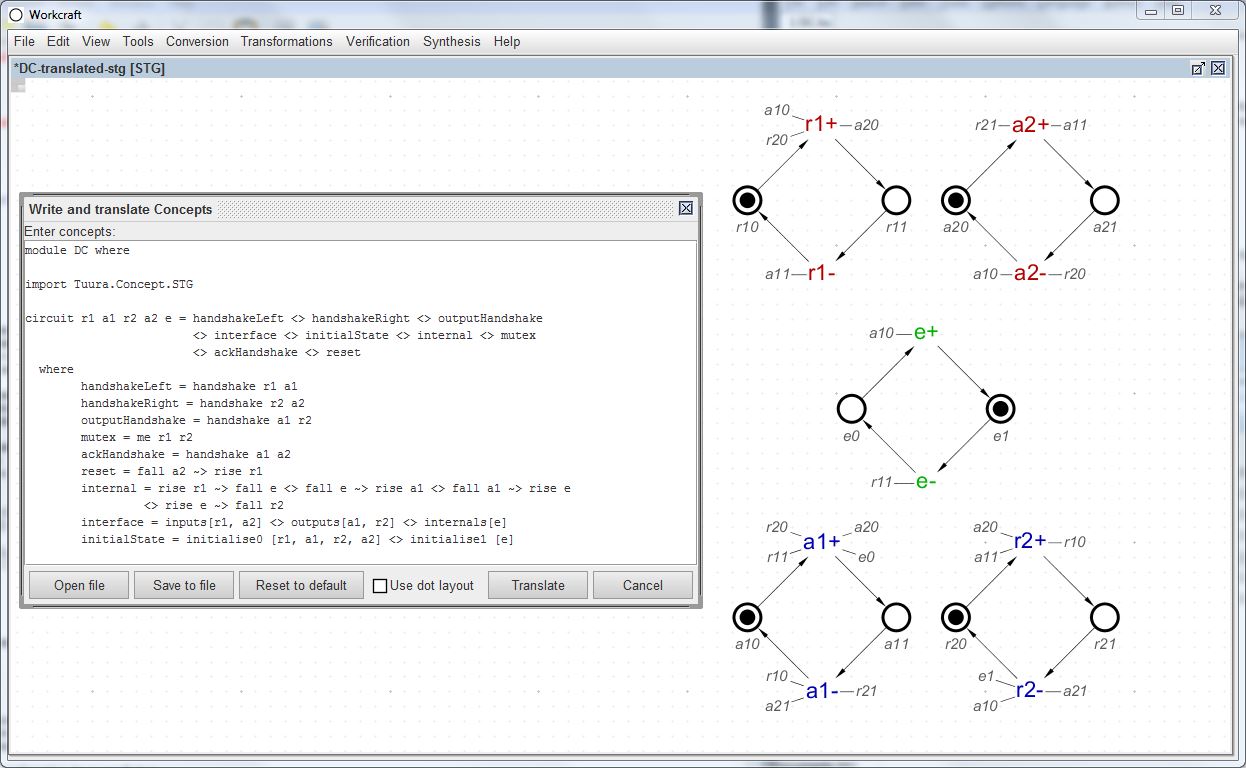 Workcraft
File Edit View Tools Conversion Transformations Verification Synthesis Help
*DC-translated-stg [STG]
Write and translate Concepts
Enter concepts:
module DC where
import Tuura.Concept.STG
circuit r1 a1 r2 a2 e = handshakeLeft <> handshakeRight <> outputHandshake
<> interface <> initialState <> internal <> mutex
<> ackHandshake <> reset
where
handshakeLeft = handshake r1 a1
handshakeRight = handshake r2 a2
outputHandshake = handshake a1 r2
mutex = me r1 r2
ackHandshake = handshake a1 a2
reset = fall a2 ~> rise r1
internal = rise r1 ~> fall e <> fall e ~> rise a1 <> fall a1 ~> rise e
<> rise e ~> fall r2
interface = inputs[r1, a2] <> outputs[a1, r2] <> internals[e]
initialState = initialise0 [r1, a1, r2, a2] <> initialise1 [e]
Open file Save to file Reset to default Use dot layout Translate Cancel
a10
r1+ a20
r20
r10 r11
a11 r1-
r21 a2+ a11
a20 a21
a10 a2- r20
a10 e+
e0 e1
r11 e-
r20 a20
a1+
r11 e0
a10 a11
r10
a1- r21
a21
a20
r2+ r10
a11
r20 r21
e1
r2- a21
a10